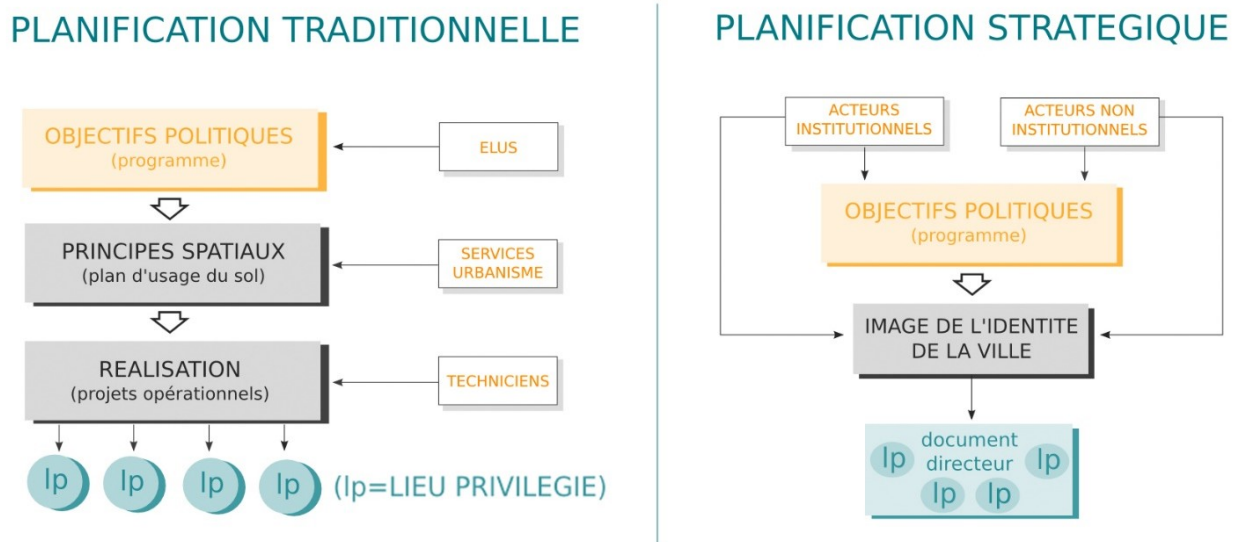 PLANIFICATION TRADITIONNELLE
OBJECTIFS POLITIQUES
(programme)
ELUS
PRINCIPES SPATIAUX
(plan d'usage du sol)
SERVICES
URBANISME
REALISATION
(projets opérationnels)
TECHNICIENS
lp
lp
lp
lp
(lp=LIEU PRIVILEGIE)
PLANIFICATION STRATEGIQUE
ACTEURS
INSTITUTIONNELS
ACTEURS NON
INSTITUTIONNELS
OBJECTIFS POLITIQUES
(programme)
IMAGE DE L'IDENTITE
DE LA VILLE
document
directeur
lp
lp
lp
lp